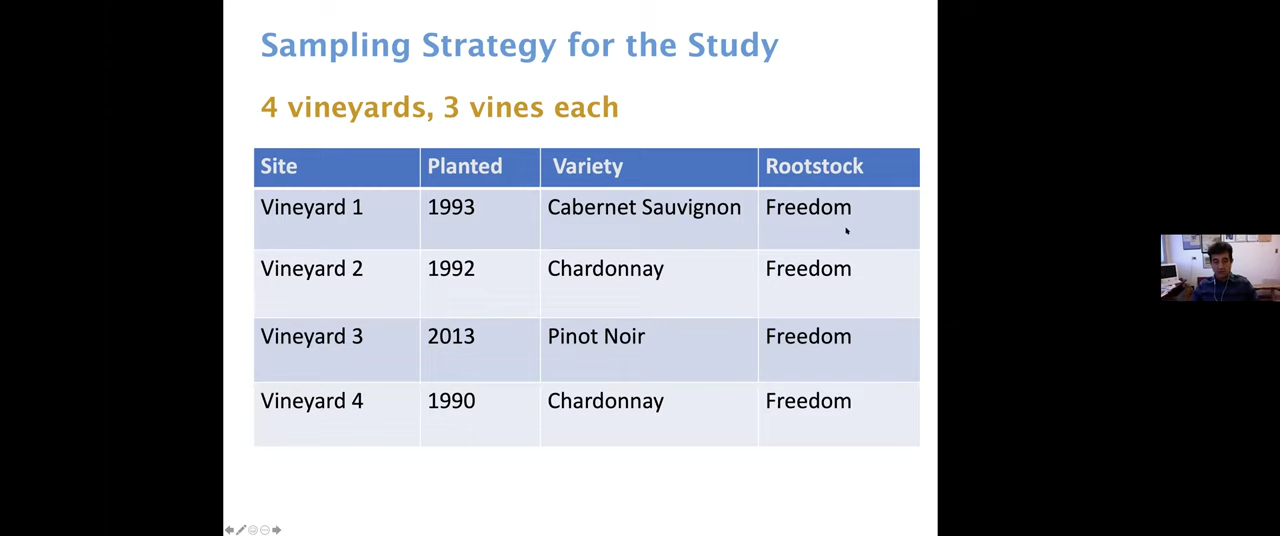 Sampling Strategy for the Study
4 vineyards, 3 vines each
Site Planted Variety Rootstock
Vineyard 1 1993 Cabernet Sauvignon Freedom
Vineyard 2 1992 Chardonnay Freedom
Vineyard 3 2013 Pinot Noir Freedom
Vineyard 4 1990 Chardonnay Freedom